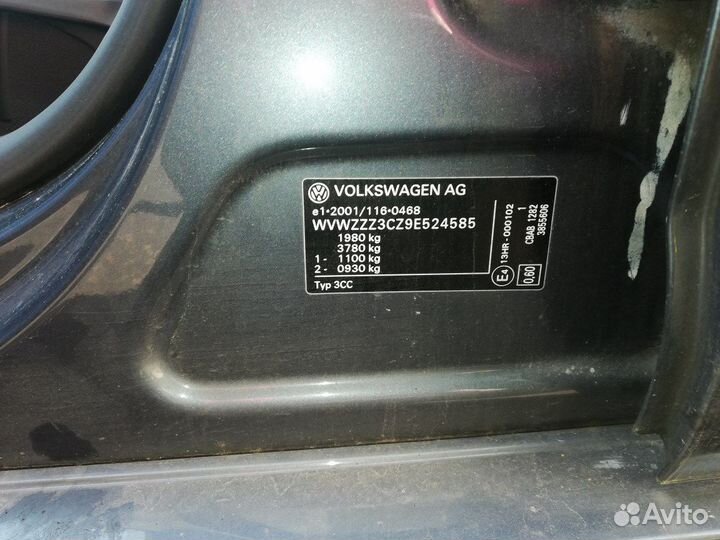 VOLKSWAGEN AG
e1*2001/116*0468
WVWZZZ3CZ9E524585
1980 kg
3780 kg
1- 1100 kg
2- 0930 kg
Typ 3CC
E4 13HR-000102
1
CBAB 1282
0.60 3855606
Avito